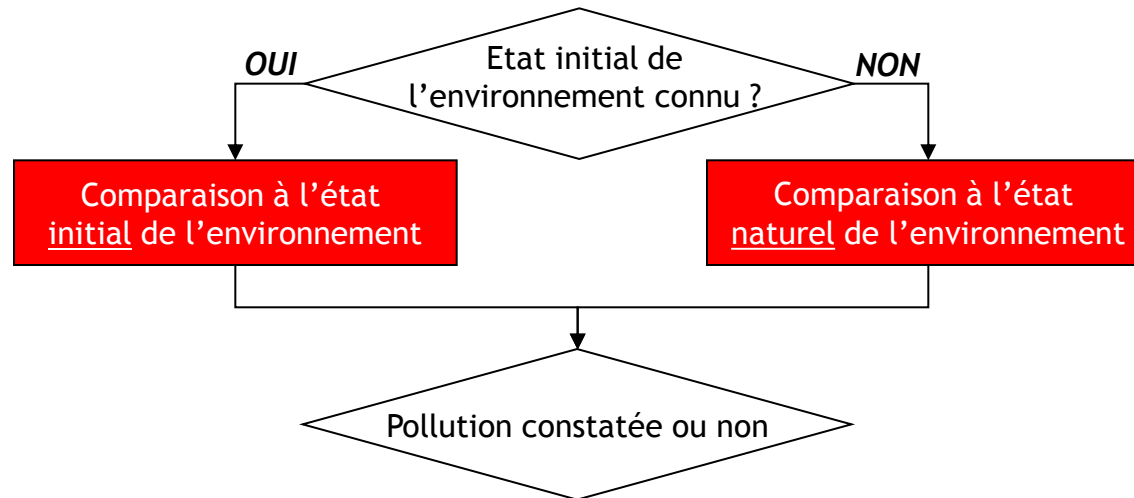 Etat initial de
l'environnement connu ?
OUI
NON
Comparaison à l'état
initial de l'environnement
Comparaison à l'état
naturel de l'environnement
Pollution constatée ou non